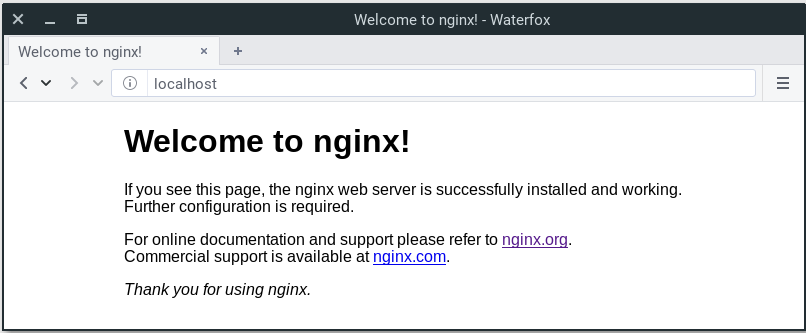 Welcome to nginx! - Waterfox
Welcome to nginx!
localhost
Welcome to nginx!
If you see this page, the nginx web server is successfully installed and working.
Further configuration is required.
For online documentation and support please refer to nginx.org.
Commercial support is available at nginx.com.
Thank you for using nginx.